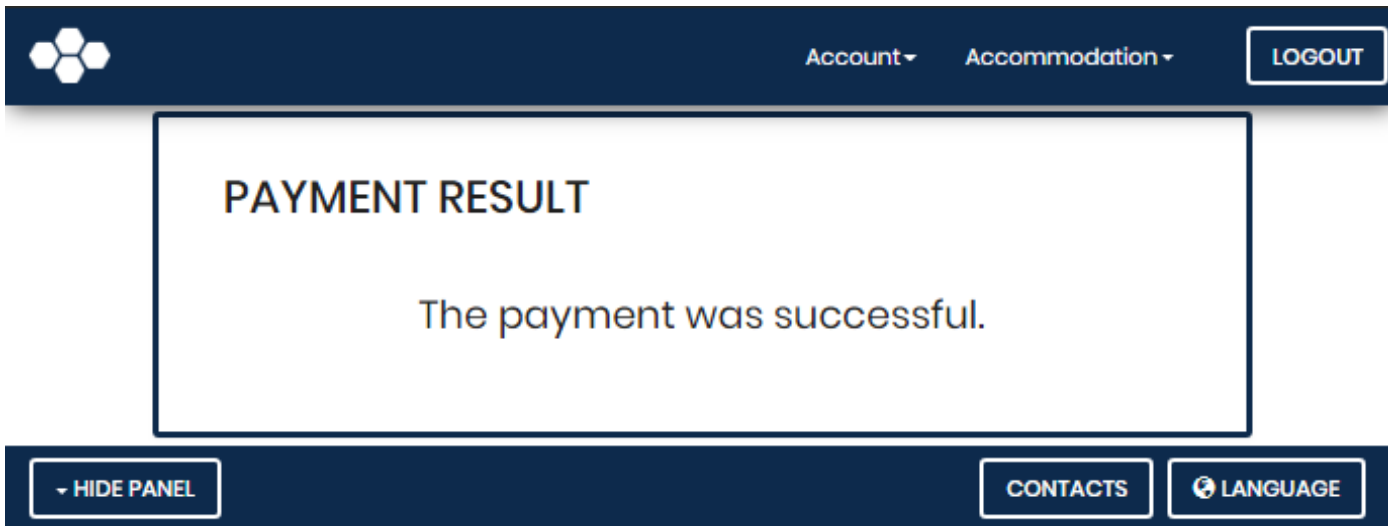 Account
Accommodation
LOGOUT
PAYMENT RESULT
The payment was successful.
HIDE PANEL
CONTACTS
LANGUAGE